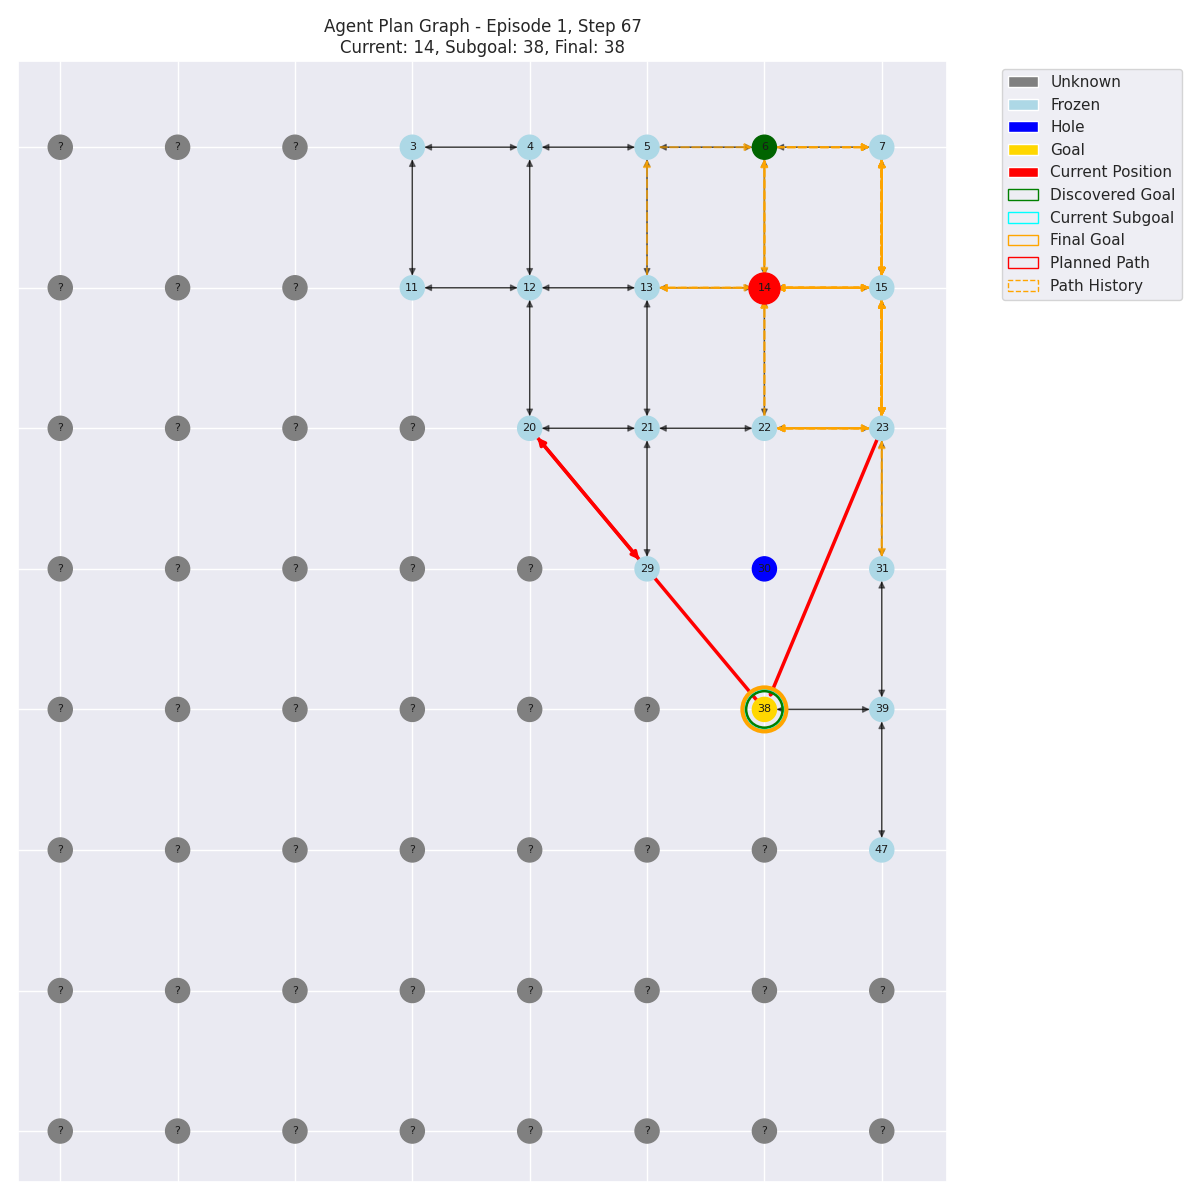 Agent Plan Graph - Episode 1, Step 67
Current: 14, Subgoal: 38, Final: 38
? ? ? 3 4 5 6 7
? ? ? 11 12 13 14 15
? ? ? ? 20 21 22 23
? ? ? ? ? 29 30 31
? ? ? ? ? ? 38 39
? ? ? ? ? ? ? 47
? ? ? ? ? ? ? ?
? ? ? ? ? ? ? ?
Unknown
Frozen
Hole
Goal
Current Position
Discovered Goal
Current Subgoal
Final Goal
Planned Path
Path History